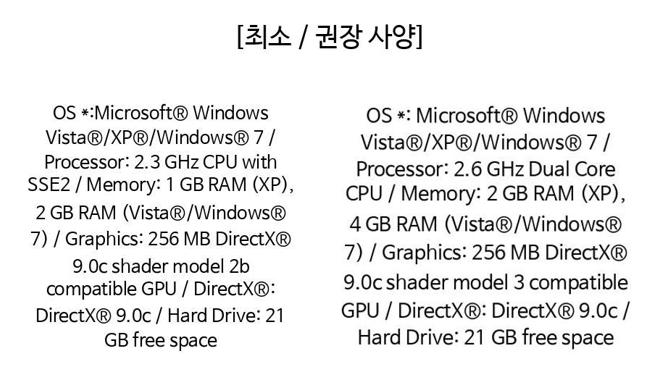 [최소 / 권장 사양]
OS *:Microsoft® Windows
Vista®/XP®/Windows® 7 /
Processor: 2.3 GHz CPU with
SSE2 / Memory: 1 GB RAM (XP),
2 GB RAM (Vista®/Windows®
7) / Graphics: 256 MB DirectX®
9.0c shader model 2b
compatible GPU / DirectX®:
DirectX® 9.0c / Hard Drive: 21
GB free space
OS *: Microsoft® Windows
Vista®/XP®/Windows® 7 /
Processor: 2.6 GHz Dual Core
CPU / Memory: 2 GB RAM (XP),
4 GB RAM (Vista®/Windows®
7) / Graphics: 256 MB DirectX®
9.0c shader model 3 compatible
GPU / DirectX®: DirectX® 9.0c /
Hard Drive: 21 GB free space